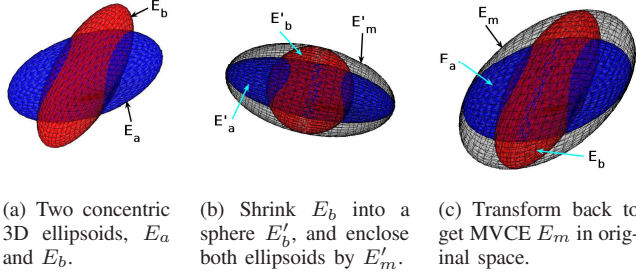 E_b
E_a
E'_b
E'_m
E'_a
E_m
E_a
E_b
(a) Two concentric
3D ellipsoids, E_a
and E_b.
(b) Shrink E_b into a
sphere E'_b, and enclose
both ellipsoids by E'_m.
(c) Transform back to
get MVCE E_m in orig-
inal space.